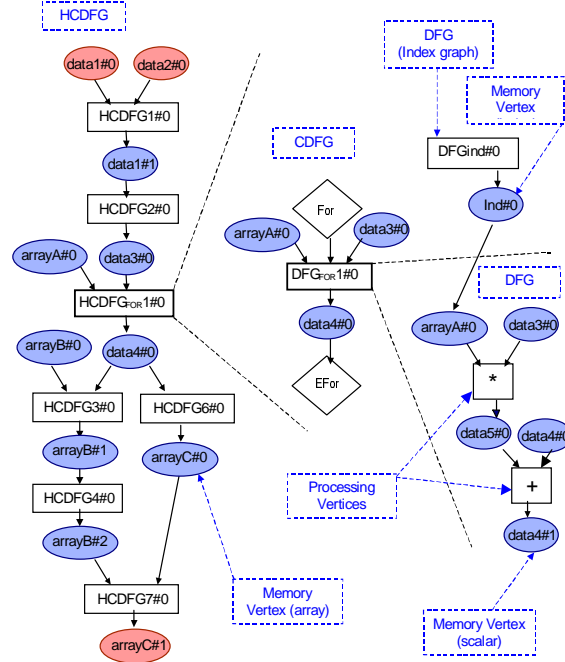 HCDFG
data1#0
data2#0
HCDFG1#0
data1#1
HCDFG2#0
arrayA#0
data3#0
HCDFGFOR1#0
arrayB#0
data4#0
HCDFG3#0
HCDFG6#0
arrayB#1
arrayC#0
HCDFG4#0
arrayB#2
HCDFG7#0
arrayC#1
Memory
Vertex (array)
CDFG
For
arrayA#0
data3#0
DFGFOR1#0
data4#0
EFor
DFG
(Index graph)
Memory
Vertex
DFGind#0
Ind#0
DFG
arrayA#0
data3#0
*
data5#0
data4#0
+
data4#1
Processing
Vertices
Memory Vertex
(scalar)